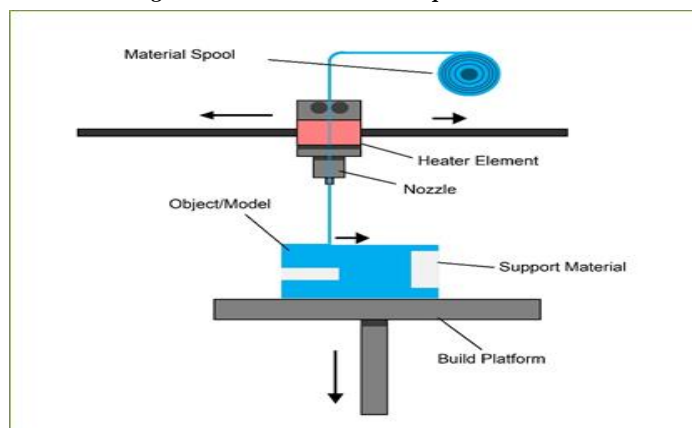 Material Spool
Heater Element
Nozzle
Object/Model
Support Material
Build Platform